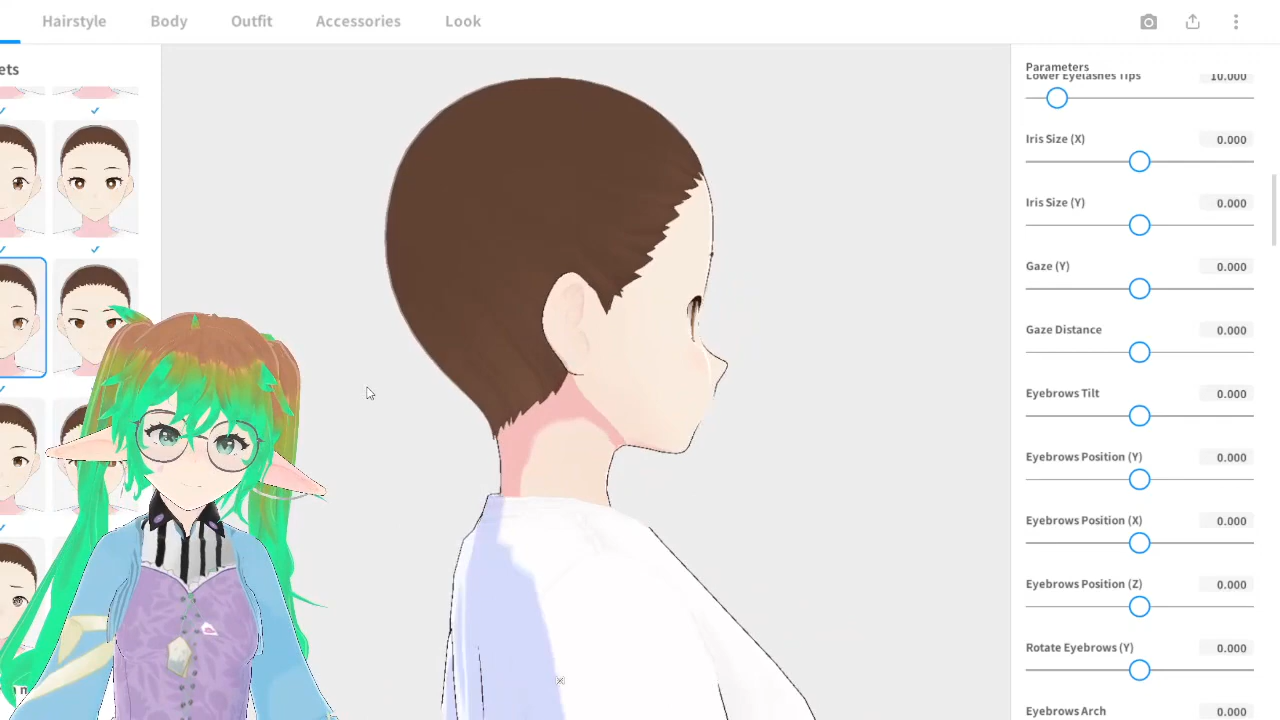 Hairstyle Body Outfit Accessories Look
ets
Parameters
Lower Eyelashes Tips 10.000
Iris Size (X) 0.000
Iris Size (Y) 0.000
Gaze (Y) 0.000
Gaze Distance 0.000
Eyebrows Tilt 0.000
Eyebrows Position (Y) 0.000
Eyebrows Position (X) 0.000
Eyebrows Position (Z) 0.000
Rotate Eyebrows (Y) 0.000
Eyebrows Arch 0.000